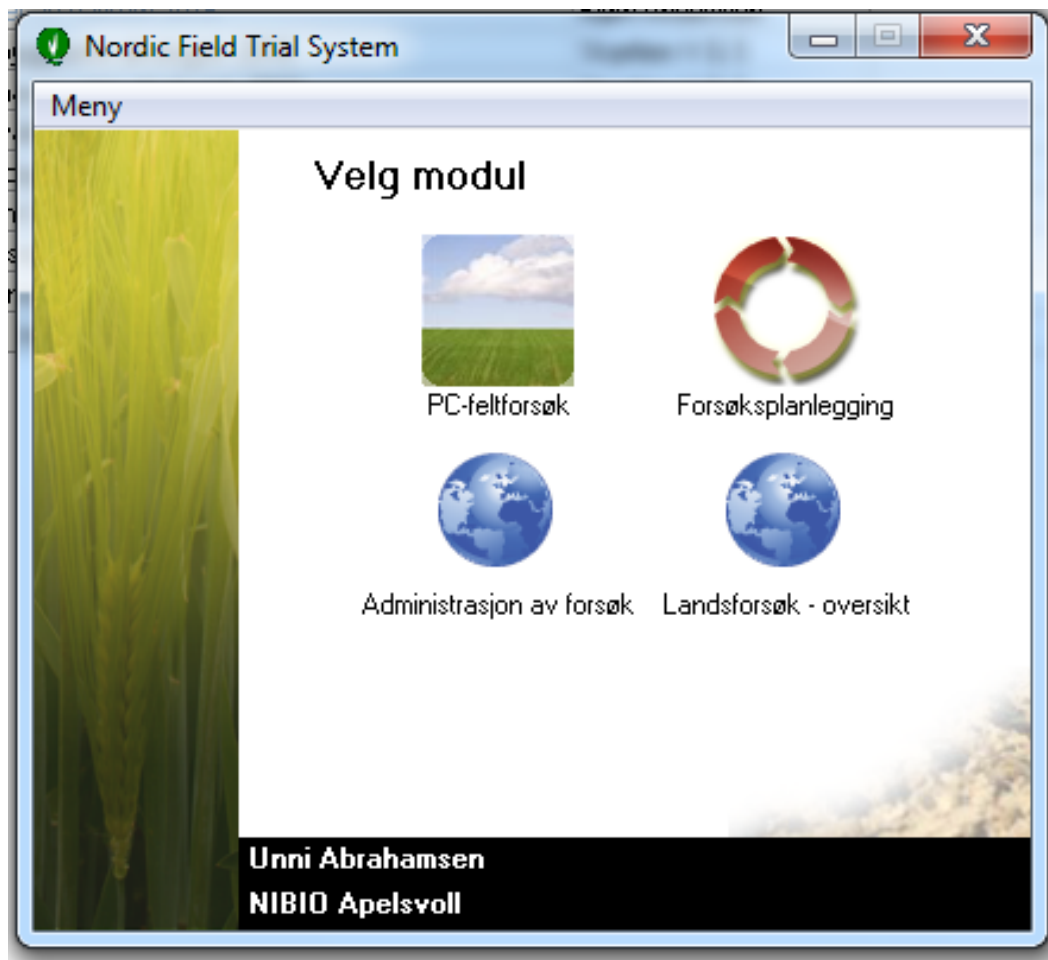 Nordic Field Trial System
Meny
Velg modul
PC-feltforsøk
Forsøksplanlegging
Administrasjon av forsøk
Landsforsøk - oversikt
Unni Abrahamsen
NIBIO Apelsvoll